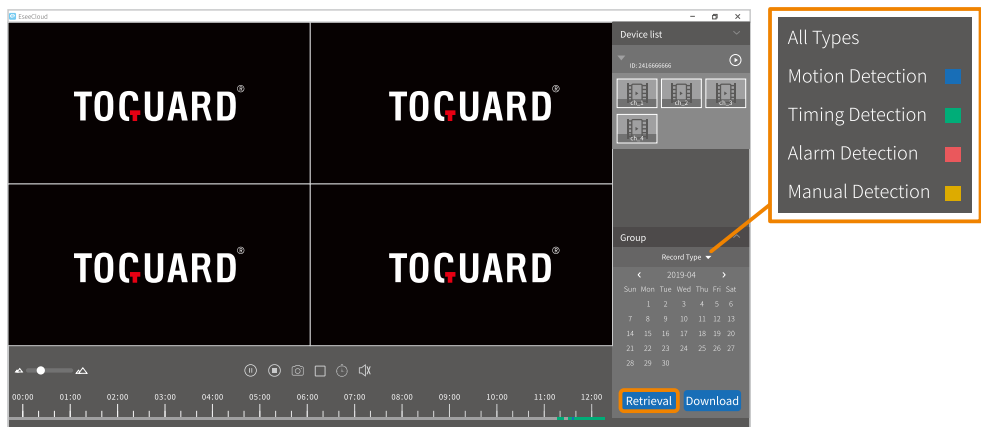 EseeCloud
TOGUARD®
TOGUARD®
TOGUARD®
TOGUARD®
Device list
ID: 2416666666
ch_1 ch_2 ch_3
ch_4
Group
Record Type
2019-04
Sun Mon Tue Wed Thu Fri Sat
1 2 3 4 5 6
7 8 9 10 11 12 13
14 15 16 17 18 19 20
21 22 23 24 25 26 27
28 29 30
Retrieval Download
00:00 01:00 02:00 03:00 04:00 05:00 06:00 07:00 08:00 09:00 10:00 11:00 12:00
All Types
Motion Detection
Timing Detection
Alarm Detection
Manual Detection